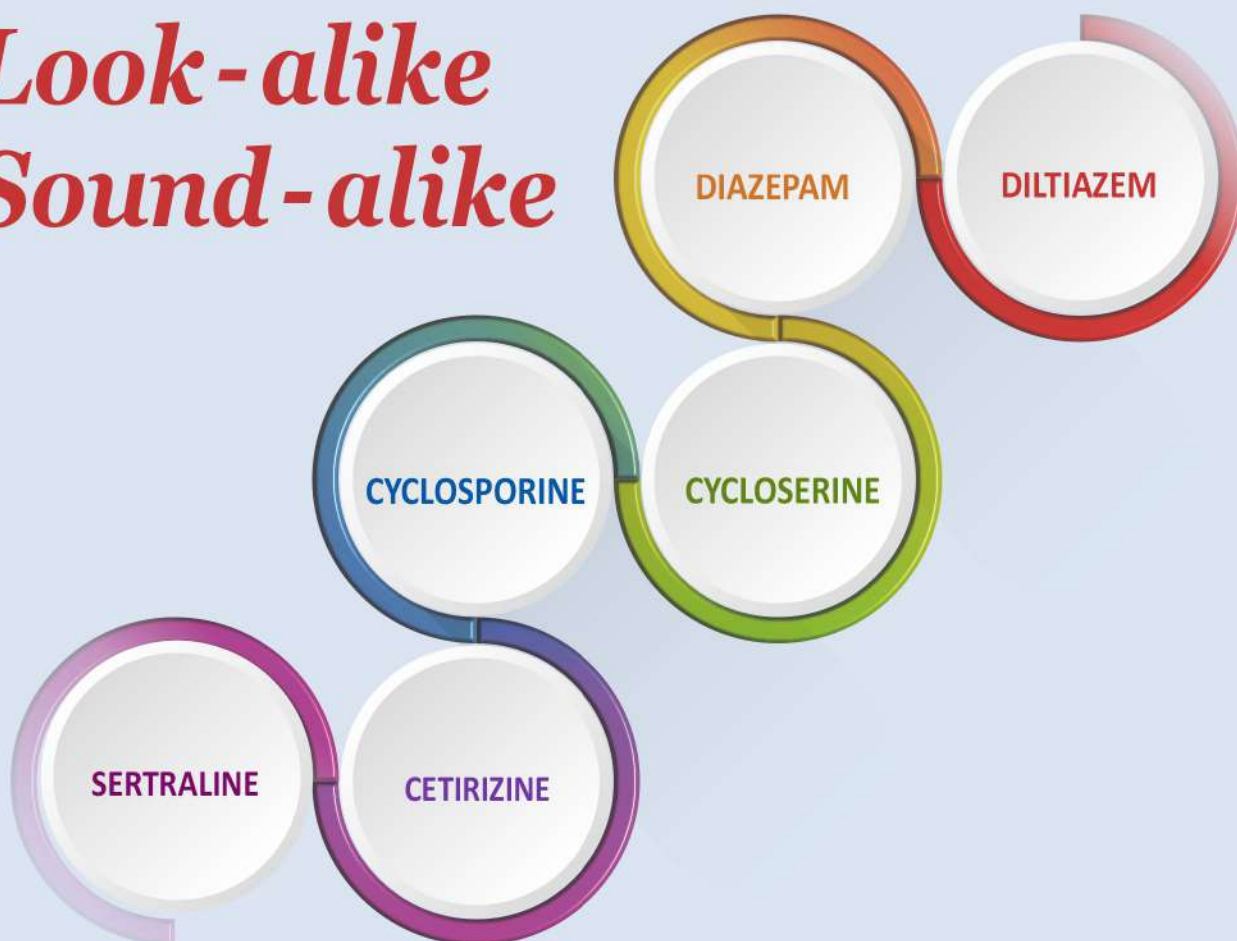 Look-alike
Sound-alike
DIAZEPAM
DILTIAZEM
CYCLOSPORINE
CYCLOSERINE
SERTRALINE
CETIRIZINE